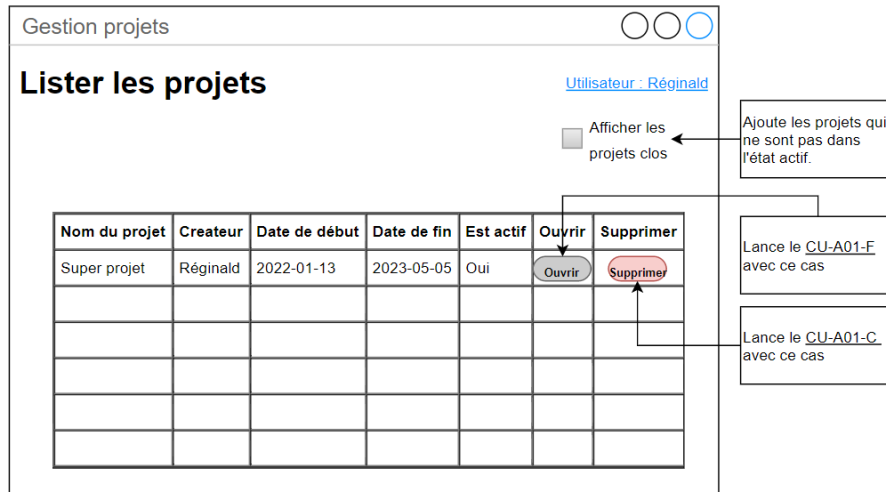 Gestion projets
Lister les projets
Utilisateur : Réginald
Afficher les
projets clos
Ajoute les projets qui
ne sont pas dans
l'état actif.
Nom du projet Createur Date de début Date de fin Est actif Ouvrir Supprimer
Super projet Réginald 2022-01-13 2023-05-05 Oui Ouvrir Supprimer
Lance le CU-A01-F
avec ce cas
Lance le CU-A01-C
avec ce cas